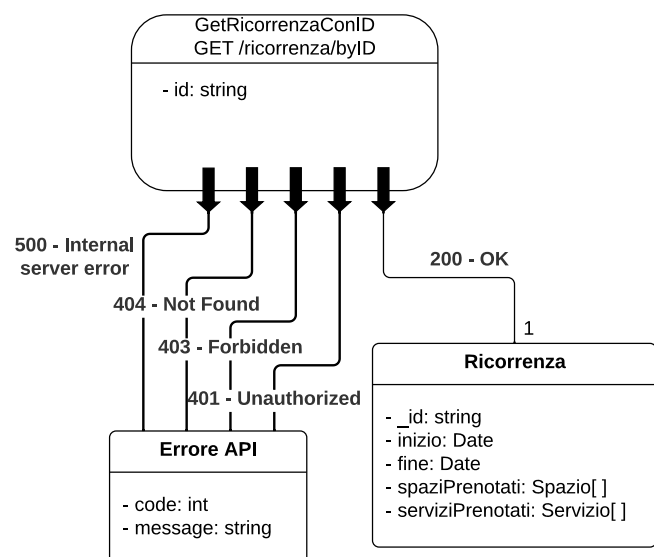 GetRicorrenzaConID
GET /ricorrenza/byID
- id: string
500 - Internal
server error
200 - OK
404 - Not Found
1
403 - Forbidden
Ricorrenza
401 - Unauthorized
- _id: string
- inizio: Date
- fine: Date
- spaziPrenotati: Spazio[ ]
- serviziPrenotati: Servizio[ ]
Errore API
- code: int
- message: string